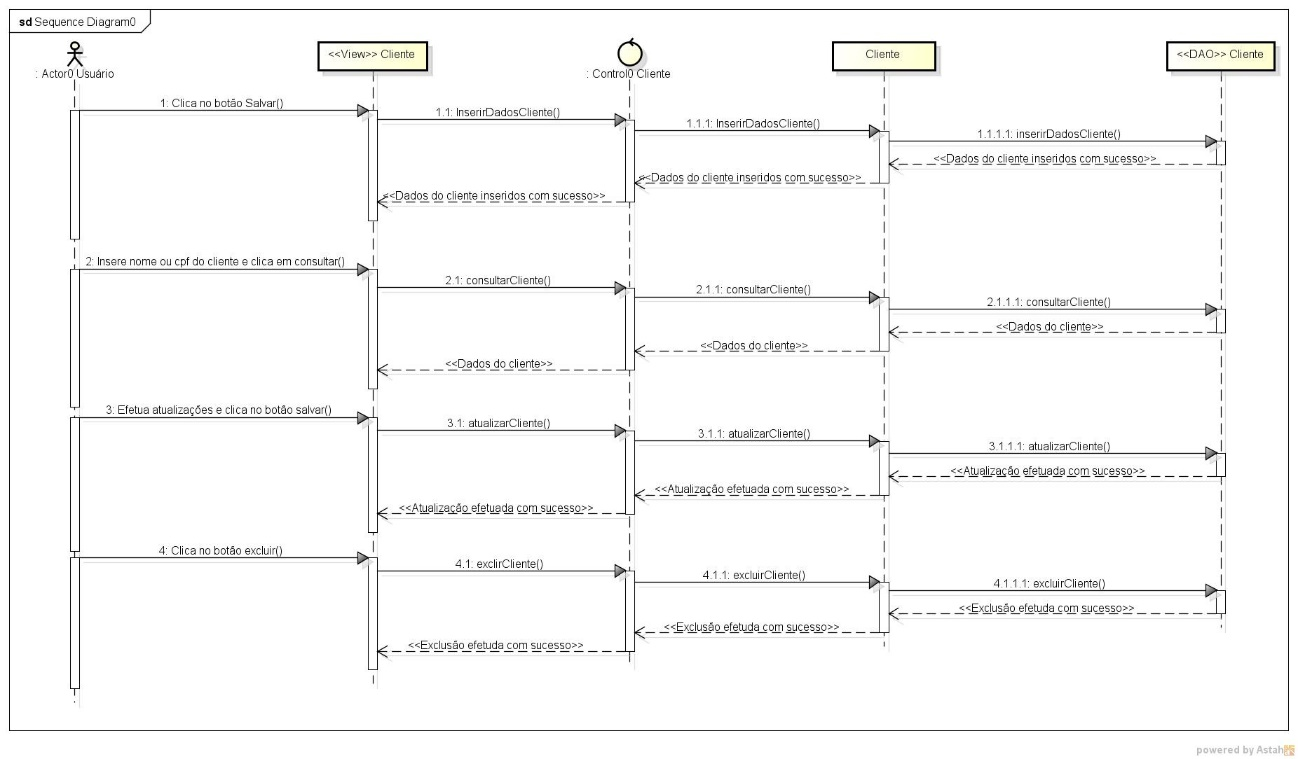 sd Sequence Diagram0
: Actor0 Usuário
<<View>> Cliente
: Control0 Cliente
Cliente
<<DAO>> Cliente
1: Clica no botão Salvar()
1.1: InserirDadosCliente()
1.1.1: InserirDadosCliente()
1.1.1.1: inserirDadosCliente()
<<Dados do cliente inseridos com sucesso>>
<<Dados do cliente inseridos com sucesso>>
<<Dados do cliente inseridos com sucesso>>
2: Insere nome ou cpf do cliente e clica em consultar()
2.1: consultarCliente()
2.1.1: consultarCliente()
2.1.1.1: consultarCliente()
<<Dados do cliente>>
<<Dados do cliente>>
<<Dados do cliente>>
3: Efetua atualizações e clica no botão salvar()
3.1: atualizarCliente()
3.1.1: atualizarCliente()
3.1.1.1: atualizarCliente()
<<Atualização efetuada com sucesso>>
<<Atualização efetuada com sucesso>>
<<Atualização efetuada com sucesso>>
4: Clica no botão excluir()
4.1: exclirCliente()
4.1.1: excluirCliente()
4.1.1.1: excluirCliente()
<<Exclusão efetuda com sucesso>>
<<Exclusão efetuda com sucesso>>
<<Exclusão efetuda com sucesso>>
powered by Astah